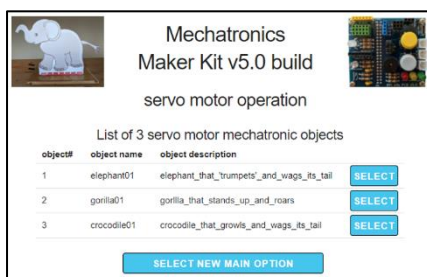 Mechatronics
Maker Kit v5.0 build
servo motor operation
List of 3 servo motor mechatronic objects
object# object name object description
1 elephant01 elephant_that_'trumpets'_and_wags_its_tail SELECT
2 gorilla01 gorilla_that_stands_up_and_roars SELECT
3 crocodile01 crocodile_that_growls_and_wags_its_tail SELECT
SELECT NEW MAIN OPTION